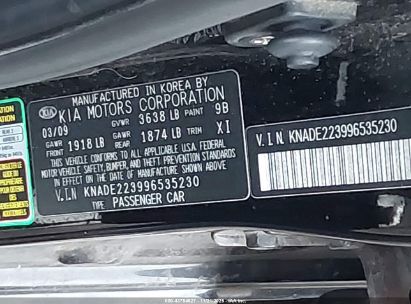 MANUFACTURED IN KOREA BY
KIA MOTORS CORPORATION
03/09 GVWR 3638 LB PAINT 9B
GAWR FRONT 1918 LB GAWR REAR 1874 LB TRIM XI
THIS VEHICLE CONFORMS TO ALL APPLICABLE U.S.A. FEDERAL
MOTOR VEHICLE SAFETY, BUMPER, AND THEFT PREVENTION STANDARDS
IN EFFECT ON THE DATE OF MANUFACTURE SHOWN ABOVE
V.I.N KNADE223996535230
TYPE: PASSENGER CAR
V.I.N KNADE223996535230